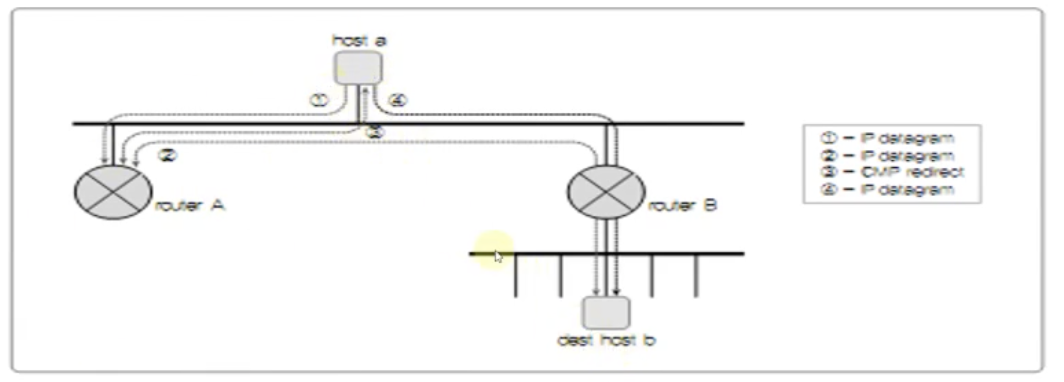 host a
① ④
③
②
router A
router B
dest host b
① - IP datagram
② - IP datagram
③ - ICMP redirect
④ - IP datagram